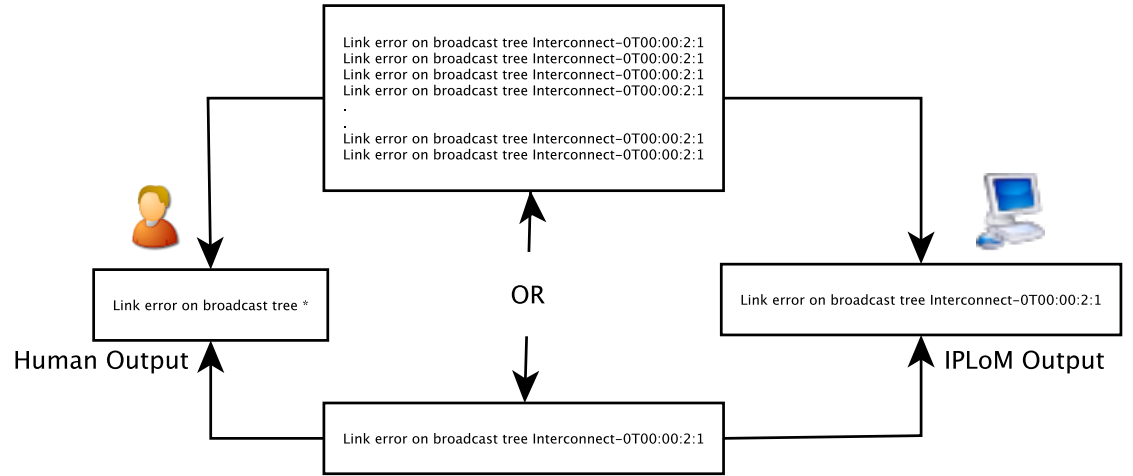 Link error on broadcast tree Interconnect-0T00:00:2:1
Link error on broadcast tree Interconnect-0T00:00:2:1
Link error on broadcast tree Interconnect-0T00:00:2:1
Link error on broadcast tree Interconnect-0T00:00:2:1
.
.
Link error on broadcast tree Interconnect-0T00:00:2:1
Link error on broadcast tree Interconnect-0T00:00:2:1
Link error on broadcast tree *
Human Output
OR
Link error on broadcast tree Interconnect-0T00:00:2:1
IPLoM Output
Link error on broadcast tree Interconnect-0T00:00:2:1